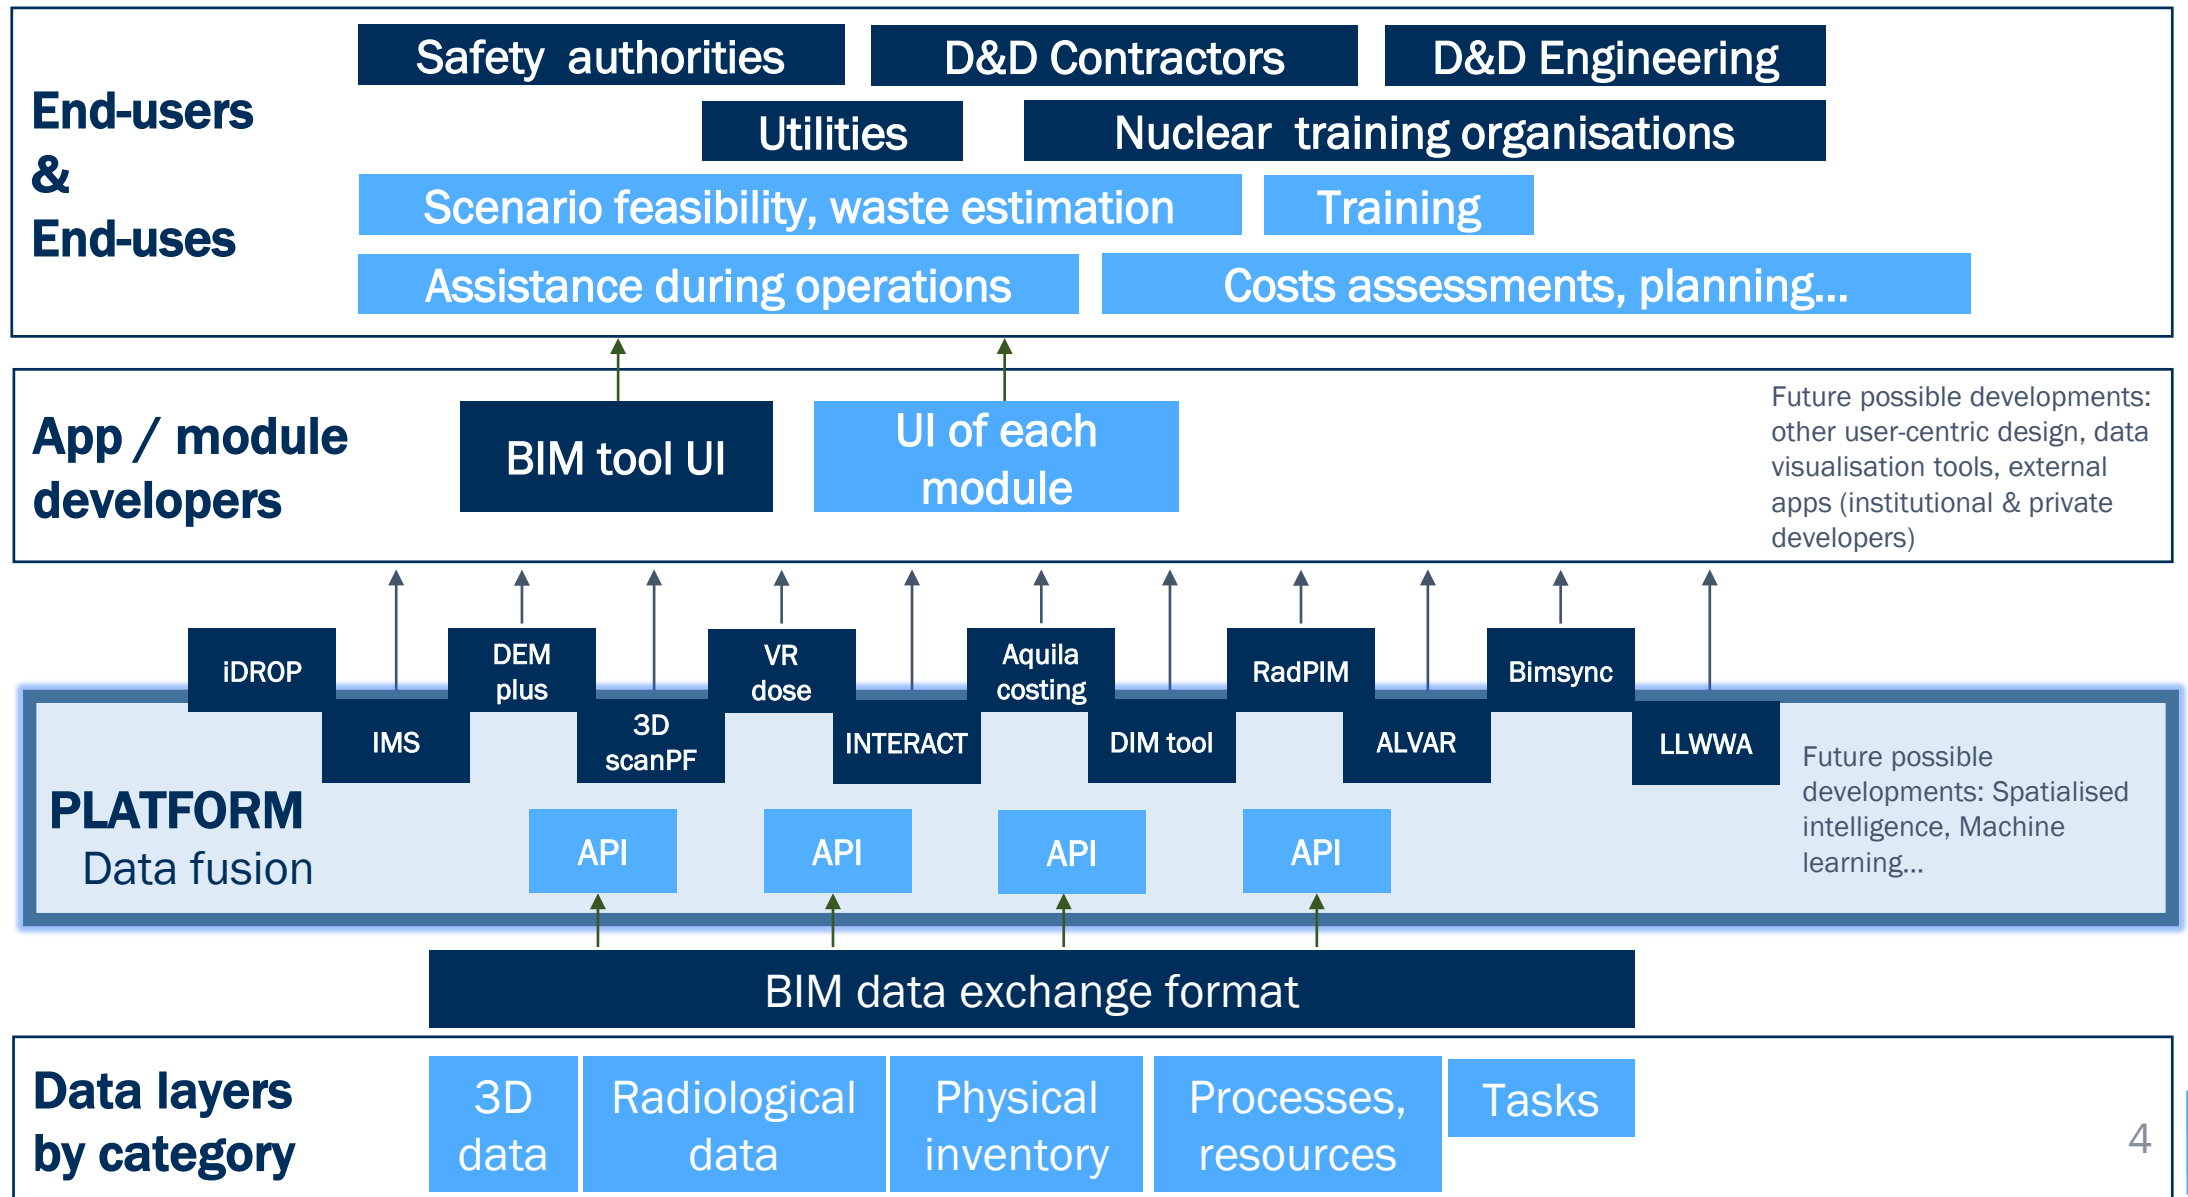 Safety authorities
D&D Contractors
D&D Engineering
End-users
&
End-uses
Utilities
Nuclear training organisations
Scenario feasibility, waste estimation
Training
Assistance during operations
Costs assessments, planning...
App / module
developers
BIM tool UI
UI of each
module
Future possible developments:
other user-centric design, data
visualisation tools, external
apps (institutional & private
developers)
iDROP
IMS
DEM
plus
3D
scanPF
VR
dose
INTERACT
Aquila
costing
DIM tool
RadPIM
ALVAR
Bimsync
LLWWA
PLATFORM
Data fusion
API
API
API
API
Future possible
developments: Spatialised
intelligence, Machine
learning...
BIM data exchange format
Data layers
by category
3D
data
Radiological
data
Physical
inventory
Processes,
resources
Tasks
4